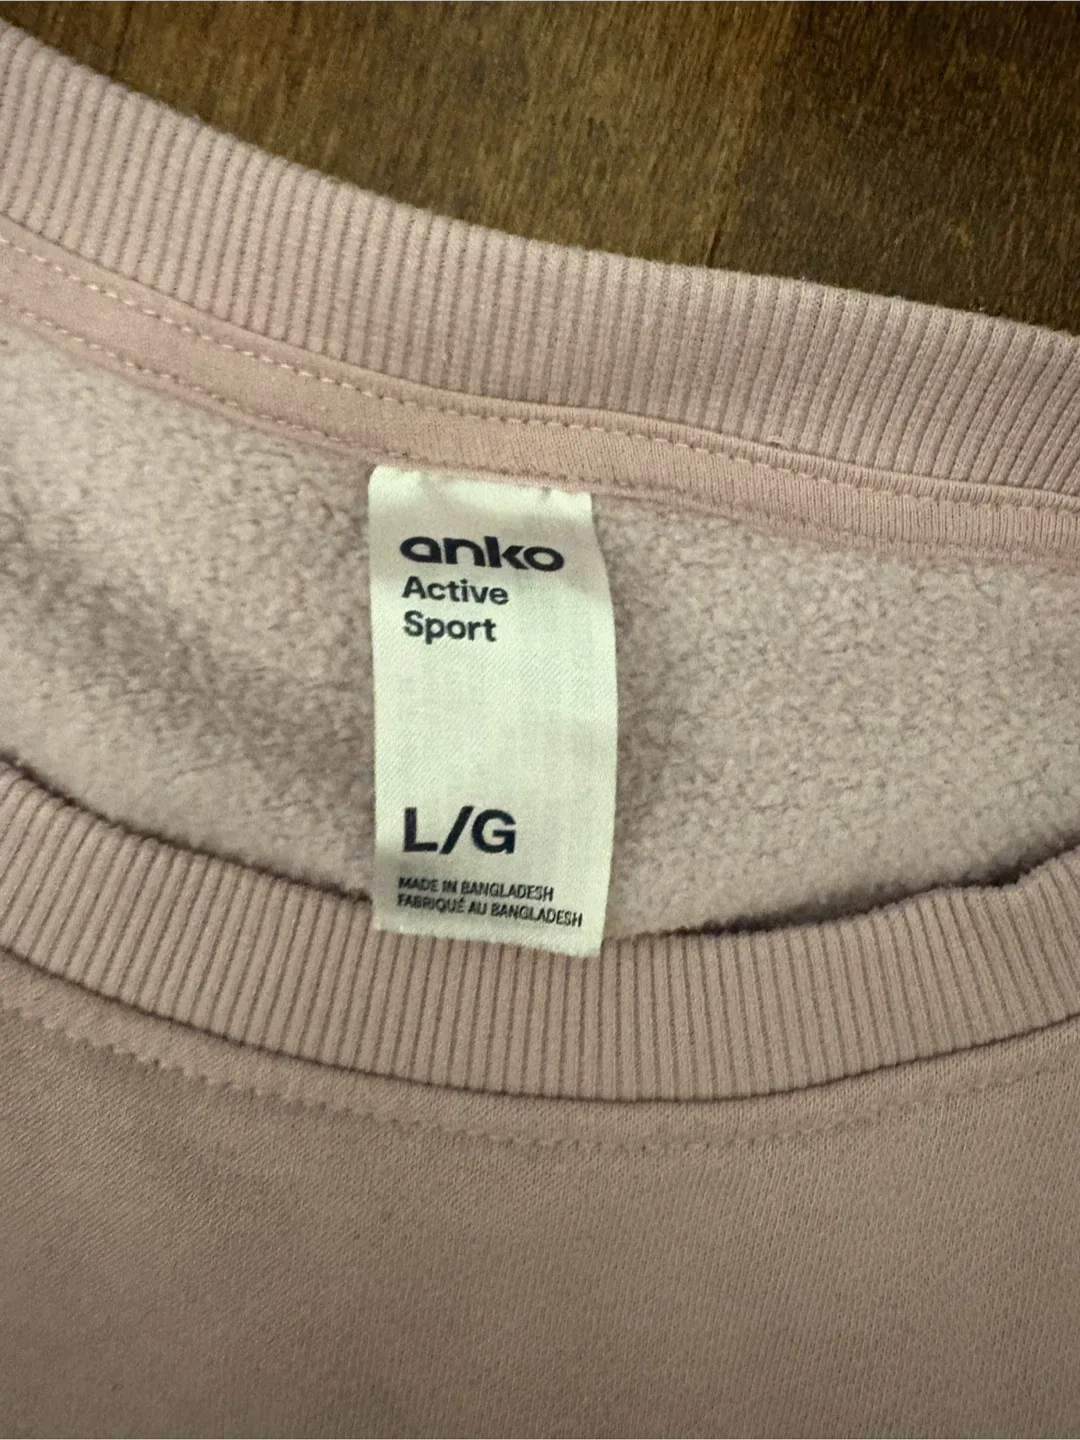 anko
Active
Sport
L/G
MADE IN BANGLADESH
FABRIQUÉ AU BANGLADESH